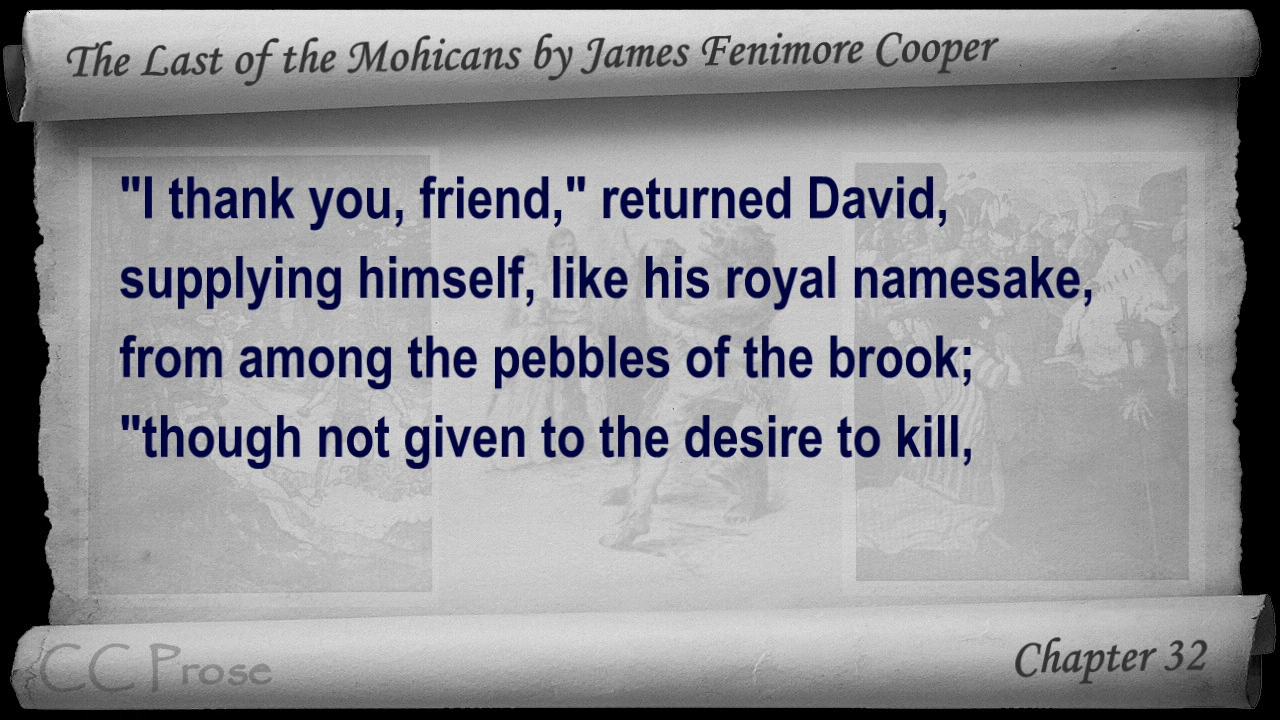 The Last of the Mohicans by James Fenimore Cooper
"I thank you, friend," returned David,
supplying himself, like his royal namesake,
from among the pebbles of the brook;
"though not given to the desire to kill,
CC Prose
Chapter 32